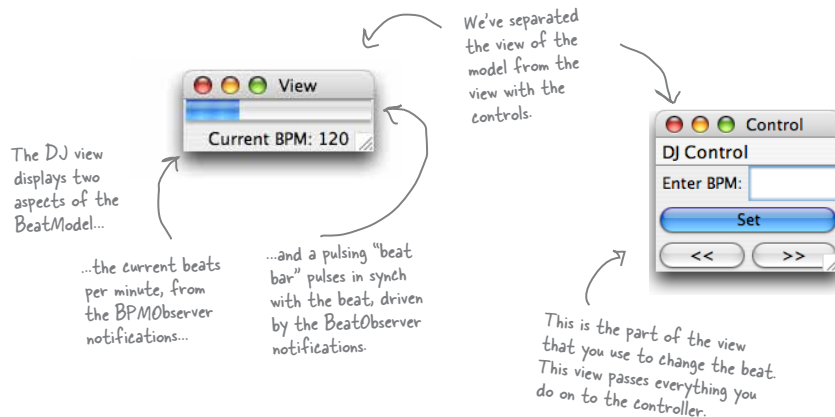 We've separated
the view of the
model from the
view with the
controls.
View
Current BPM: 120
The DJ view
displays two
aspects of the
BeatModel...
...the current beats
per minute, from
the BPMObserver
notifications...
...and a pulsing "beat
bar" pulses in synch
with the beat, driven
by the BeatObserver
notifications.
Control
DJ Control
Enter BPM:
Set
<<
>>
This is the part of the view
that you use to change the beat.
This view passes everything you
do on to the controller.